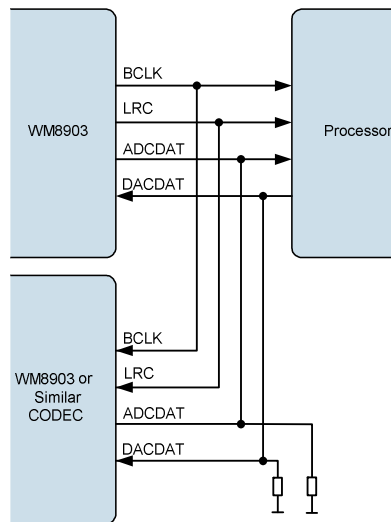 BCLK
LRC
WM8903
Processor
ADCDAT
DACDAT
BCLK
LRC
WM8903 or
Similar
CODEC
ADCDAT
DACDAT